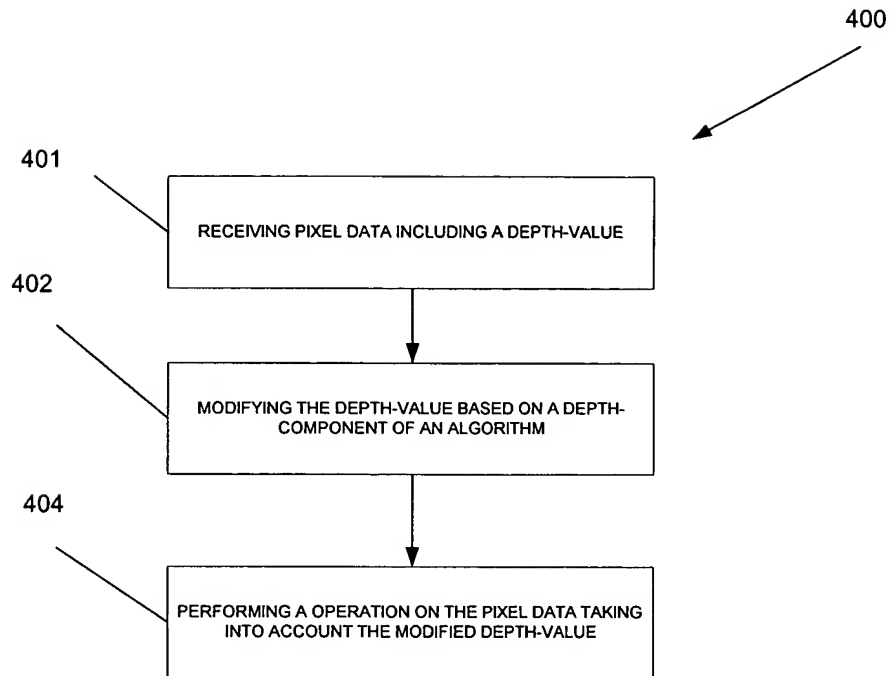 400
401
RECEIVING PIXEL DATA INCLUDING A DEPTH-VALUE
402
MODIFYING THE DEPTH-VALUE BASED ON A DEPTH-
COMPONENT OF AN ALGORITHM
404
PERFORMING A OPERATION ON THE PIXEL DATA TAKING
INTO ACCOUNT THE MODIFIED DEPTH-VALUE